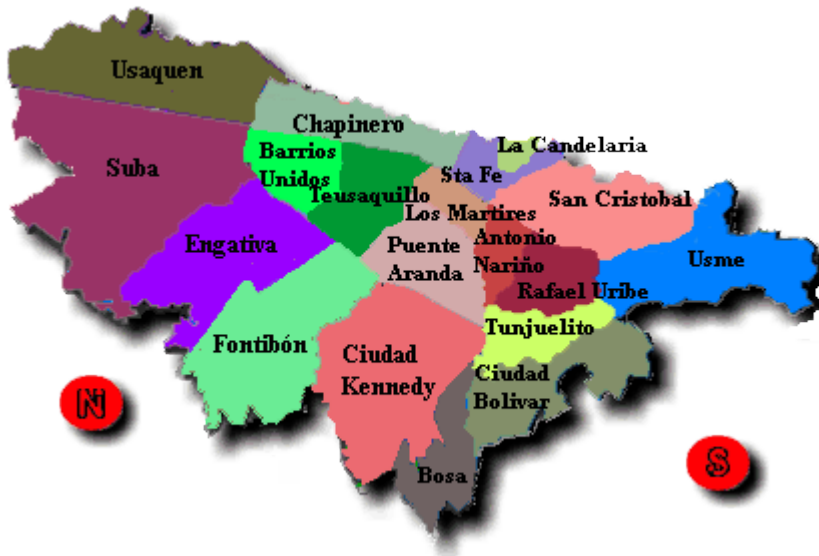 Usaquen
Chapinero
La Candelaria
Barrios
Unidos
Suba
Sta Fe
Teusaquillo
San Cristobal
Los Martires
Engativa
Puente
Aranda
Antonio
Nariño
Usme
Rafael Uribe
Tunjuelito
Fontibón
Ciudad
Kennedy
Ciudad
Bolivar
N
S
Bosa